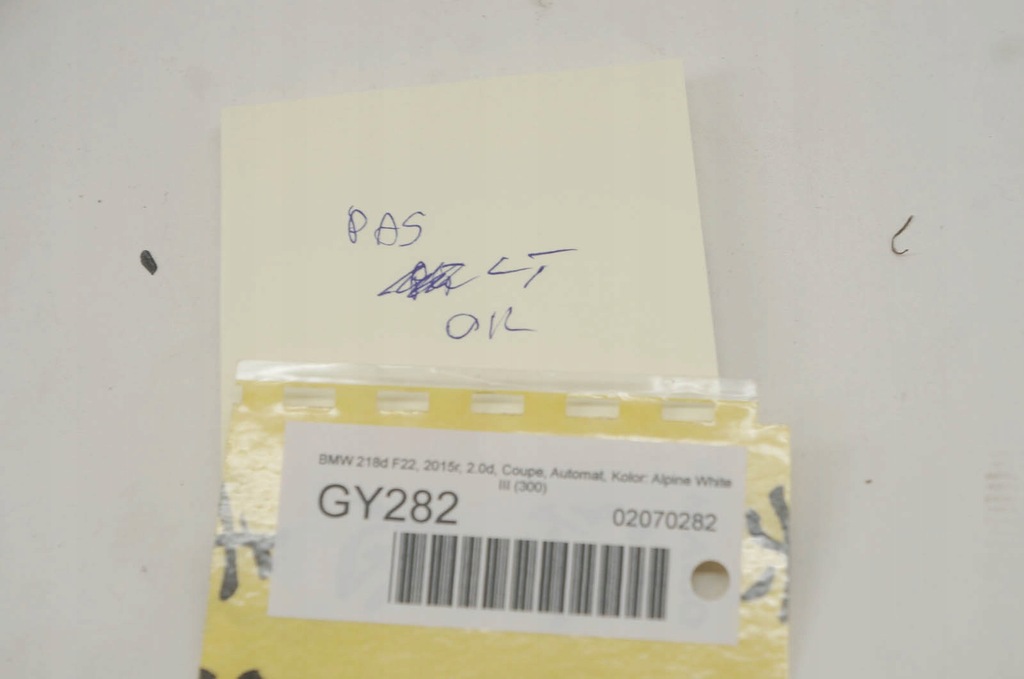 PAS
LT
OK
BMW 218d F22, 2015r, 2.0d, Coupe, Automat, Kolor: Alpine White
III (300)
GY282
02070282